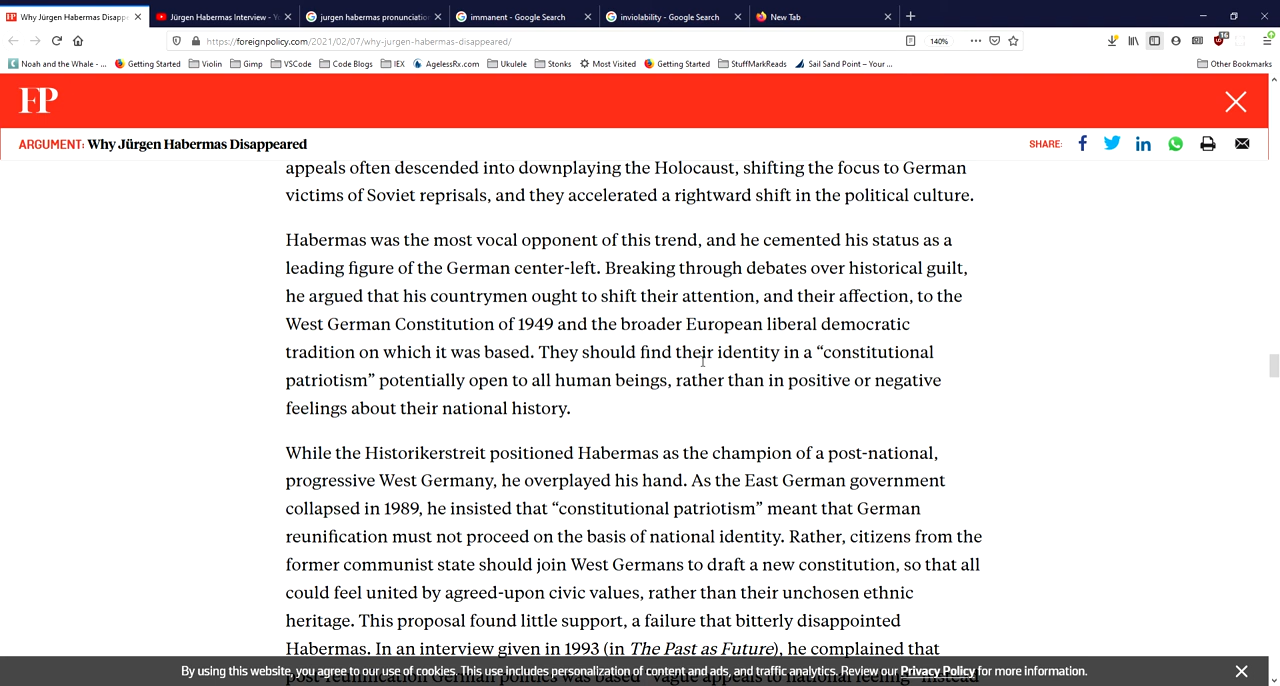 Why Jürgen Habermas Disapp
Jürgen Habermas Interview - Y
jurgen habermas pronunciation
immanent - Google Search
inviolability - Google Search
New Tab
https://foreignpolicy.com/2021/02/07/why-jurgen-habermas-disappeared/
140%
Noah and the Whale - ...
Getting Started
Violin
Gimp
VSCode
Code Blogs
IEX
AgelessRx.com
Ukulele
Stonks
Most Visited
Getting Started
StuffMarkReads
Sail Sand Point – Your ...
Other Bookmarks
FP
ARGUMENT: Why Jürgen Habermas Disappeared
SHARE:
appeals often descended into downplaying the Holocaust, shifting the focus to German
victims of Soviet reprisals, and they accelerated a rightward shift in the political culture.
Habermas was the most vocal opponent of this trend, and he cemented his status as a
leading figure of the German center-left. Breaking through debates over historical guilt,
he argued that his countrymen ought to shift their attention, and their affection, to the
West German Constitution of 1949 and the broader European liberal democratic
tradition on which it was based. They should find their identity in a “constitutional
patriotism” potentially open to all human beings, rather than in positive or negative
feelings about their national history.
While the Historikerstreit positioned Habermas as the champion of a post-national,
progressive West Germany, he overplayed his hand. As the East German government
collapsed in 1989, he insisted that “constitutional patriotism” meant that German
reunification must not proceed on the basis of national identity. Rather, citizens from the
former communist state should join West Germans to draft a new constitution, so that all
could feel united by agreed-upon civic values, rather than their unchosen ethnic
heritage. This proposal found little support, a failure that bitterly disappointed
Habermas. In an interview given in 1993 (in The Past as Future), he complained that
By using this website, you agree to our use of cookies. This use includes personalization of content and ads, and traffic analytics. Review our Privacy Policy for more information.